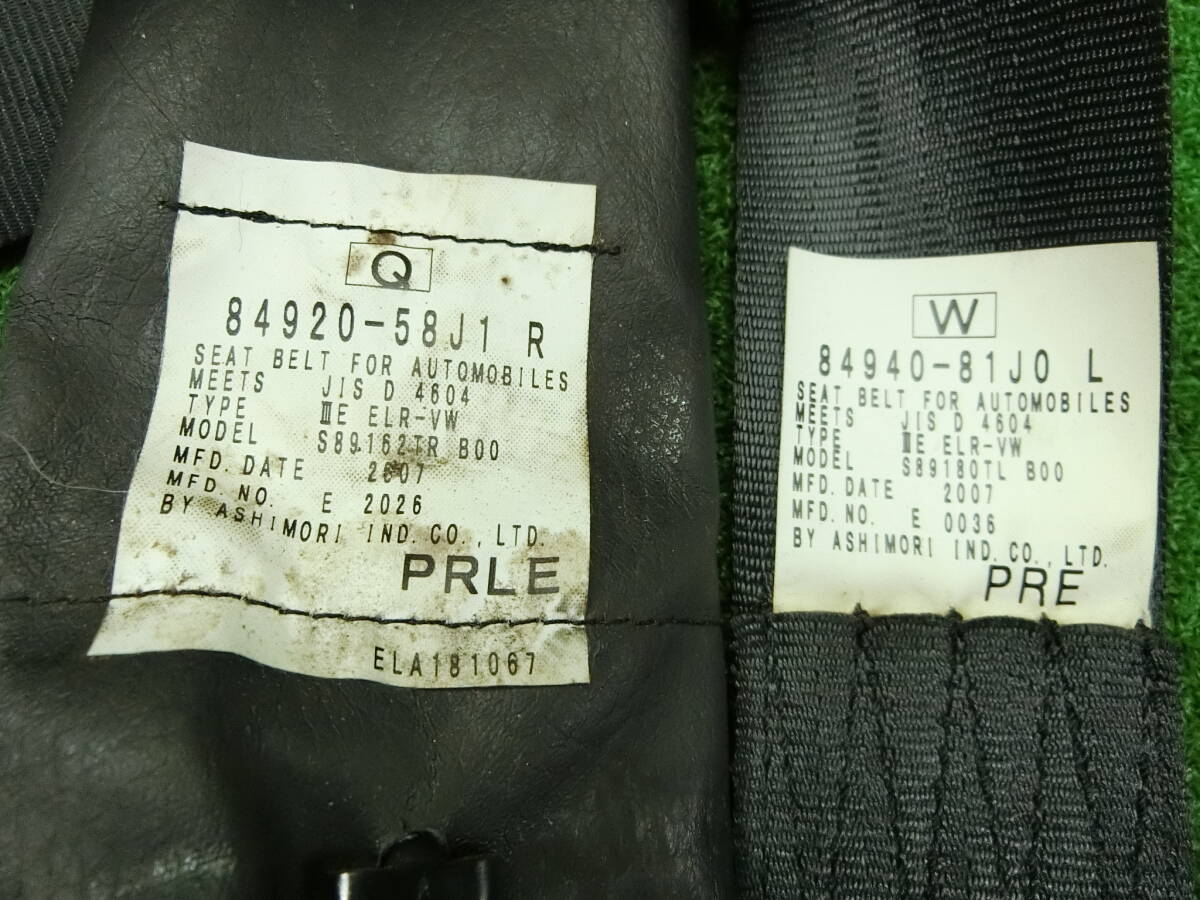 Q
84920-58J1 R
SEAT BELT FOR AUTOMOBILES
MEETS JIS D 4604
TYPE ⅢE ELR-VW
MODEL S89162TR B00
MFD. DATE 2007
MFD. NO. E 2026
BY ASHIMORI IND. CO., LTD.
PRLE
ELA181067
W
84940-81J0 L
SEAT BELT FOR AUTOMOBILES
MEETS JIS D 4604
TYPE ⅢE ELR-VW
MODEL S89180TL B00
MFD. DATE 2007
MFD. NO. E 0036
BY ASHIMORI IND. CO., LTD.
PRE